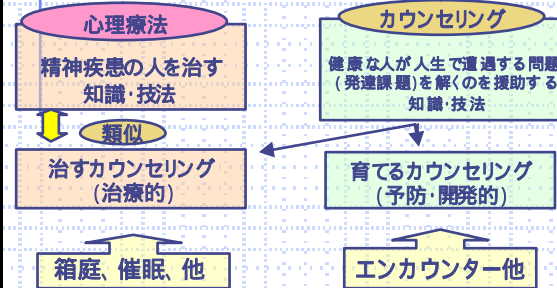 心理療法
精神疾患の人を治す
知識・技法
カウンセリング
健康な人が人生で遭遇する問題
(発達課題)を解くのを援助する
知識・技法
類似
治すカウンセリング
(治療的)
育てるカウンセリング
(予防・開発的)
箱庭、催眠、他
エンカウンター他